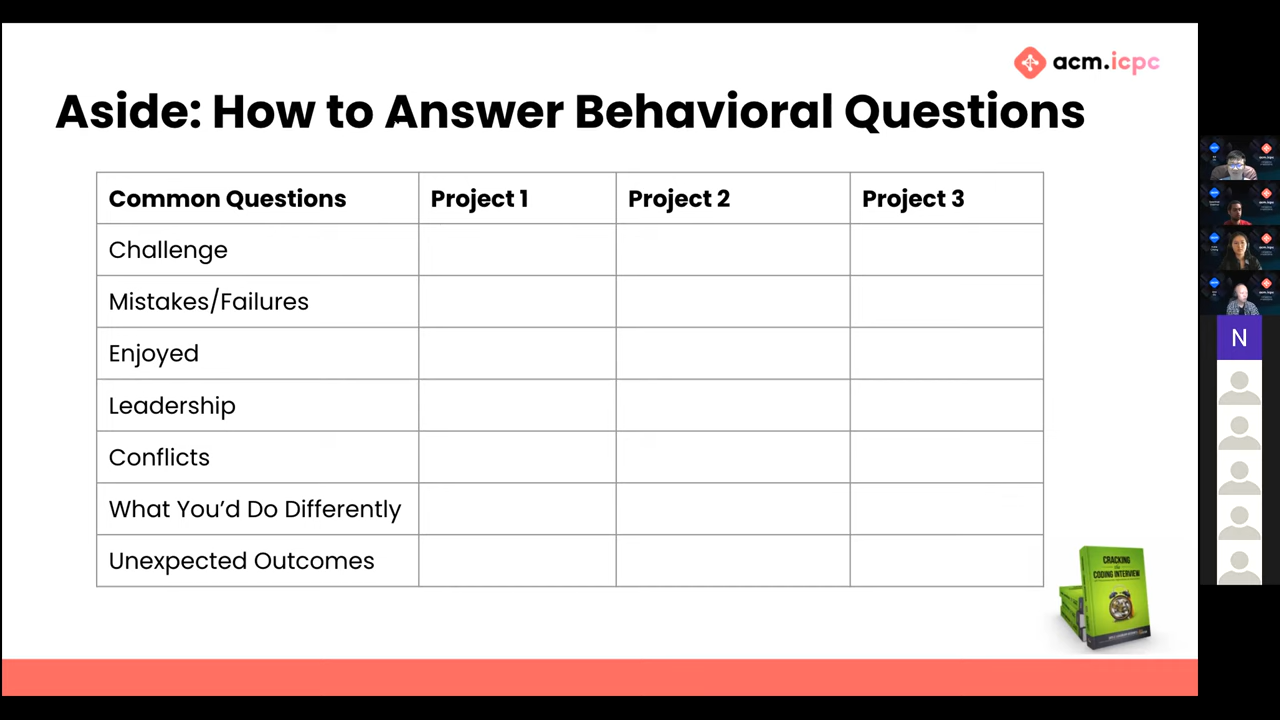 acm.icpc
Aside: How to Answer Behavioral Questions
Common Questions Project 1 Project 2 Project 3
Challenge
Mistakes/Failures
Enjoyed
Leadership
Conflicts
What You’d Do Differently
Unexpected Outcomes
CRACKING
the
CODING INTERVIEW
N